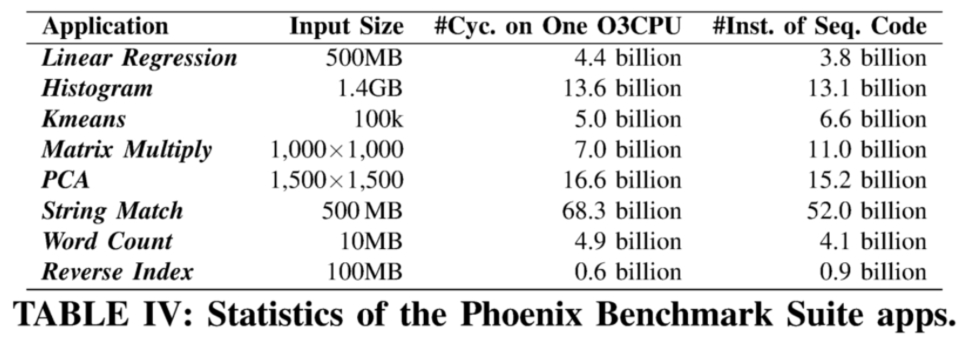 Application Input Size #Cyc. on One O3CPU #Inst. of Seq. Code
Linear Regression 500MB 4.4 billion 3.8 billion
Histogram 1.4GB 13.6 billion 13.1 billion
Kmeans 100k 5.0 billion 6.6 billion
Matrix Multiply 1,000×1,000 7.0 billion 11.0 billion
PCA 1,500×1,500 16.6 billion 15.2 billion
String Match 500 MB 68.3 billion 52.0 billion
Word Count 10MB 4.9 billion 4.1 billion
Reverse Index 100MB 0.6 billion 0.9 billion
TABLE IV: Statistics of the Phoenix Benchmark Suite apps.